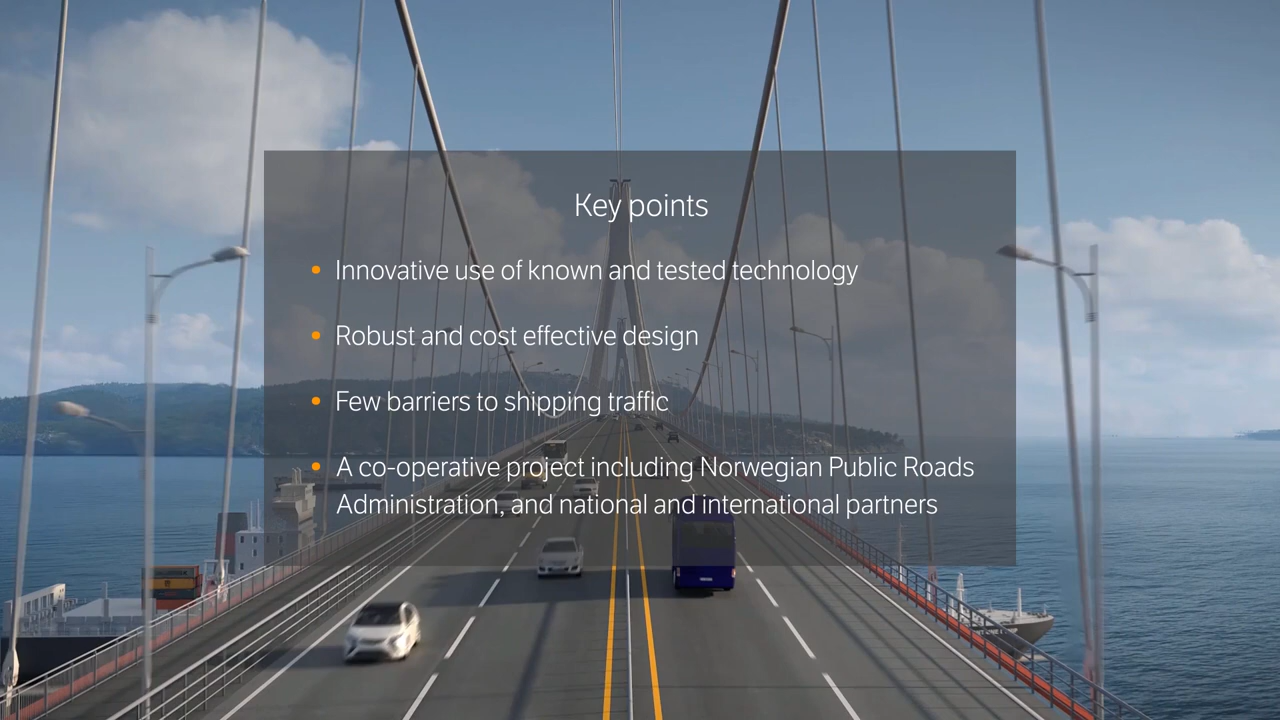 Key points
Innovative use of known and tested technology
Robust and cost effective design
Few barriers to shipping traffic
A co-operative project including Norwegian Public Roads
Administration, and national and international partners